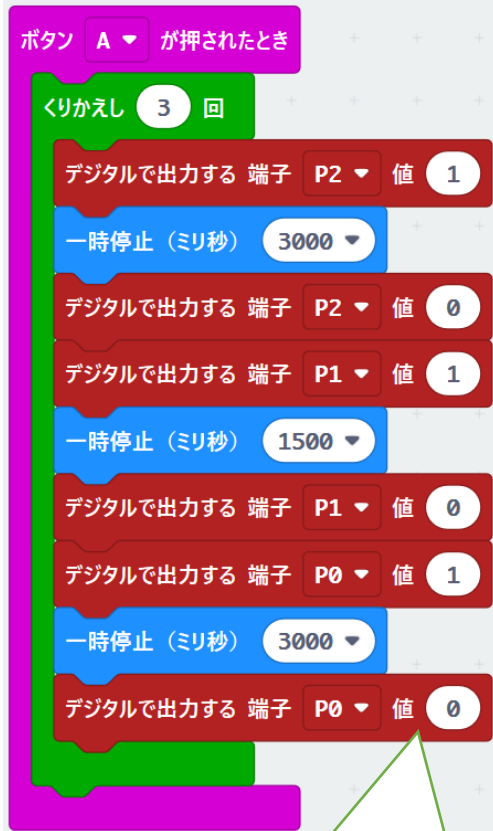 ボタン A が押されたとき
くりかえし 3 回
デジタルで出力する 端子 P2 値 1
一時停止（ミリ秒） 3000
デジタルで出力する 端子 P2 値 0
デジタルで出力する 端子 P1 値 1
一時停止（ミリ秒） 1500
デジタルで出力する 端子 P1 値 0
デジタルで出力する 端子 P0 値 1
一時停止（ミリ秒） 3000
デジタルで出力する 端子 P0 値 0